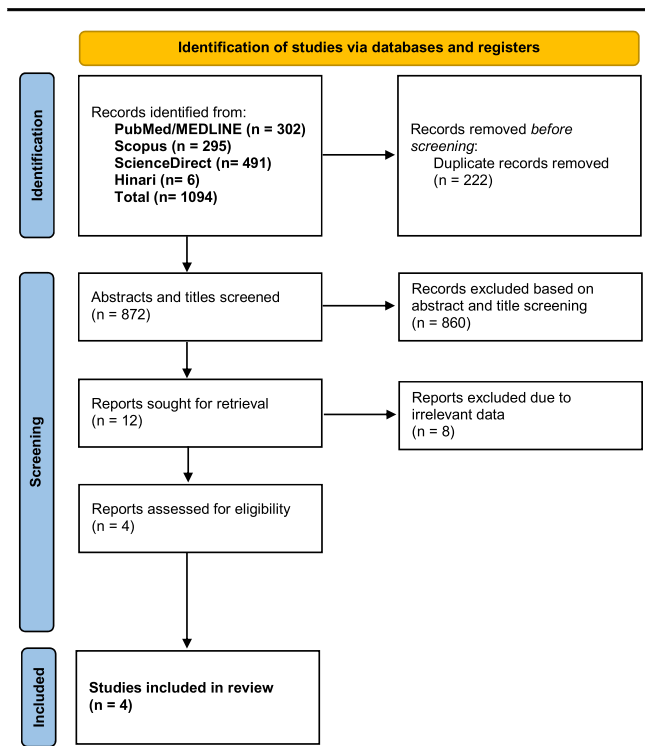 Identification of studies via databases and registers
Identification
Records identified from:
PubMed/MEDLINE (n = 302)
Scopus (n = 295)
ScienceDirect (n= 491)
Hinari (n= 6)
Total (n= 1094)
Records removed before
screening:
Duplicate records removed
(n = 222)
Screening
Abstracts and titles screened
(n = 872)
Records excluded based on
abstract and title screening
(n = 860)
Reports sought for retrieval
(n = 12)
Reports excluded due to
irrelevant data
(n = 8)
Reports assessed for eligibility
(n = 4)
Included
Studies included in review
(n = 4)